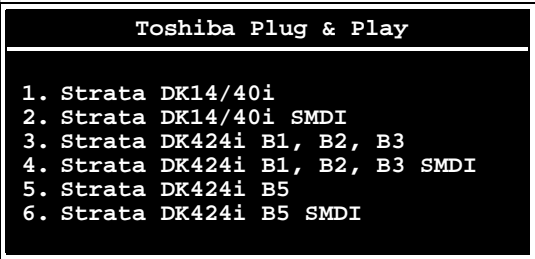 Toshiba Plug & Play
1. Strata DK14/40i
2. Strata DK14/40i SMDI
3. Strata DK424i B1, B2, B3
4. Strata DK424i B1, B2, B3 SMDI
5. Strata DK424i B5
6. Strata DK424i B5 SMDI